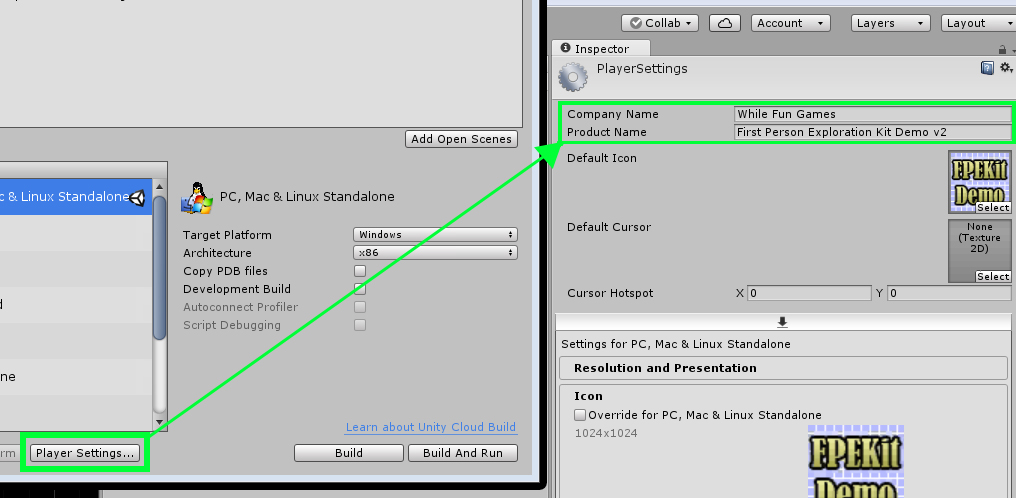 Add Open Scenes
c & Linux Standalone
d
ne
rm
Player Settings...
PC, Mac & Linux Standalone
Target Platform
Windows
Architecture
x86
Copy PDB files
Development Build
Autoconnect Profiler
Script Debugging
Learn about Unity Cloud Build
Build
Build And Run
Collab
Account
Layers
Layout
Inspector
PlayerSettings
Company Name
While Fun Games
Product Name
First Person Exploration Kit Demo v2
Default Icon
FPEKit
Demo
Select
Default Cursor
None
(Texture
2D)
Select
Cursor Hotspot
X 0
Y 0
Settings for PC, Mac & Linux Standalone
Resolution and Presentation
Icon
Override for PC, Mac & Linux Standalone
1024x1024
FPEKit
Demo